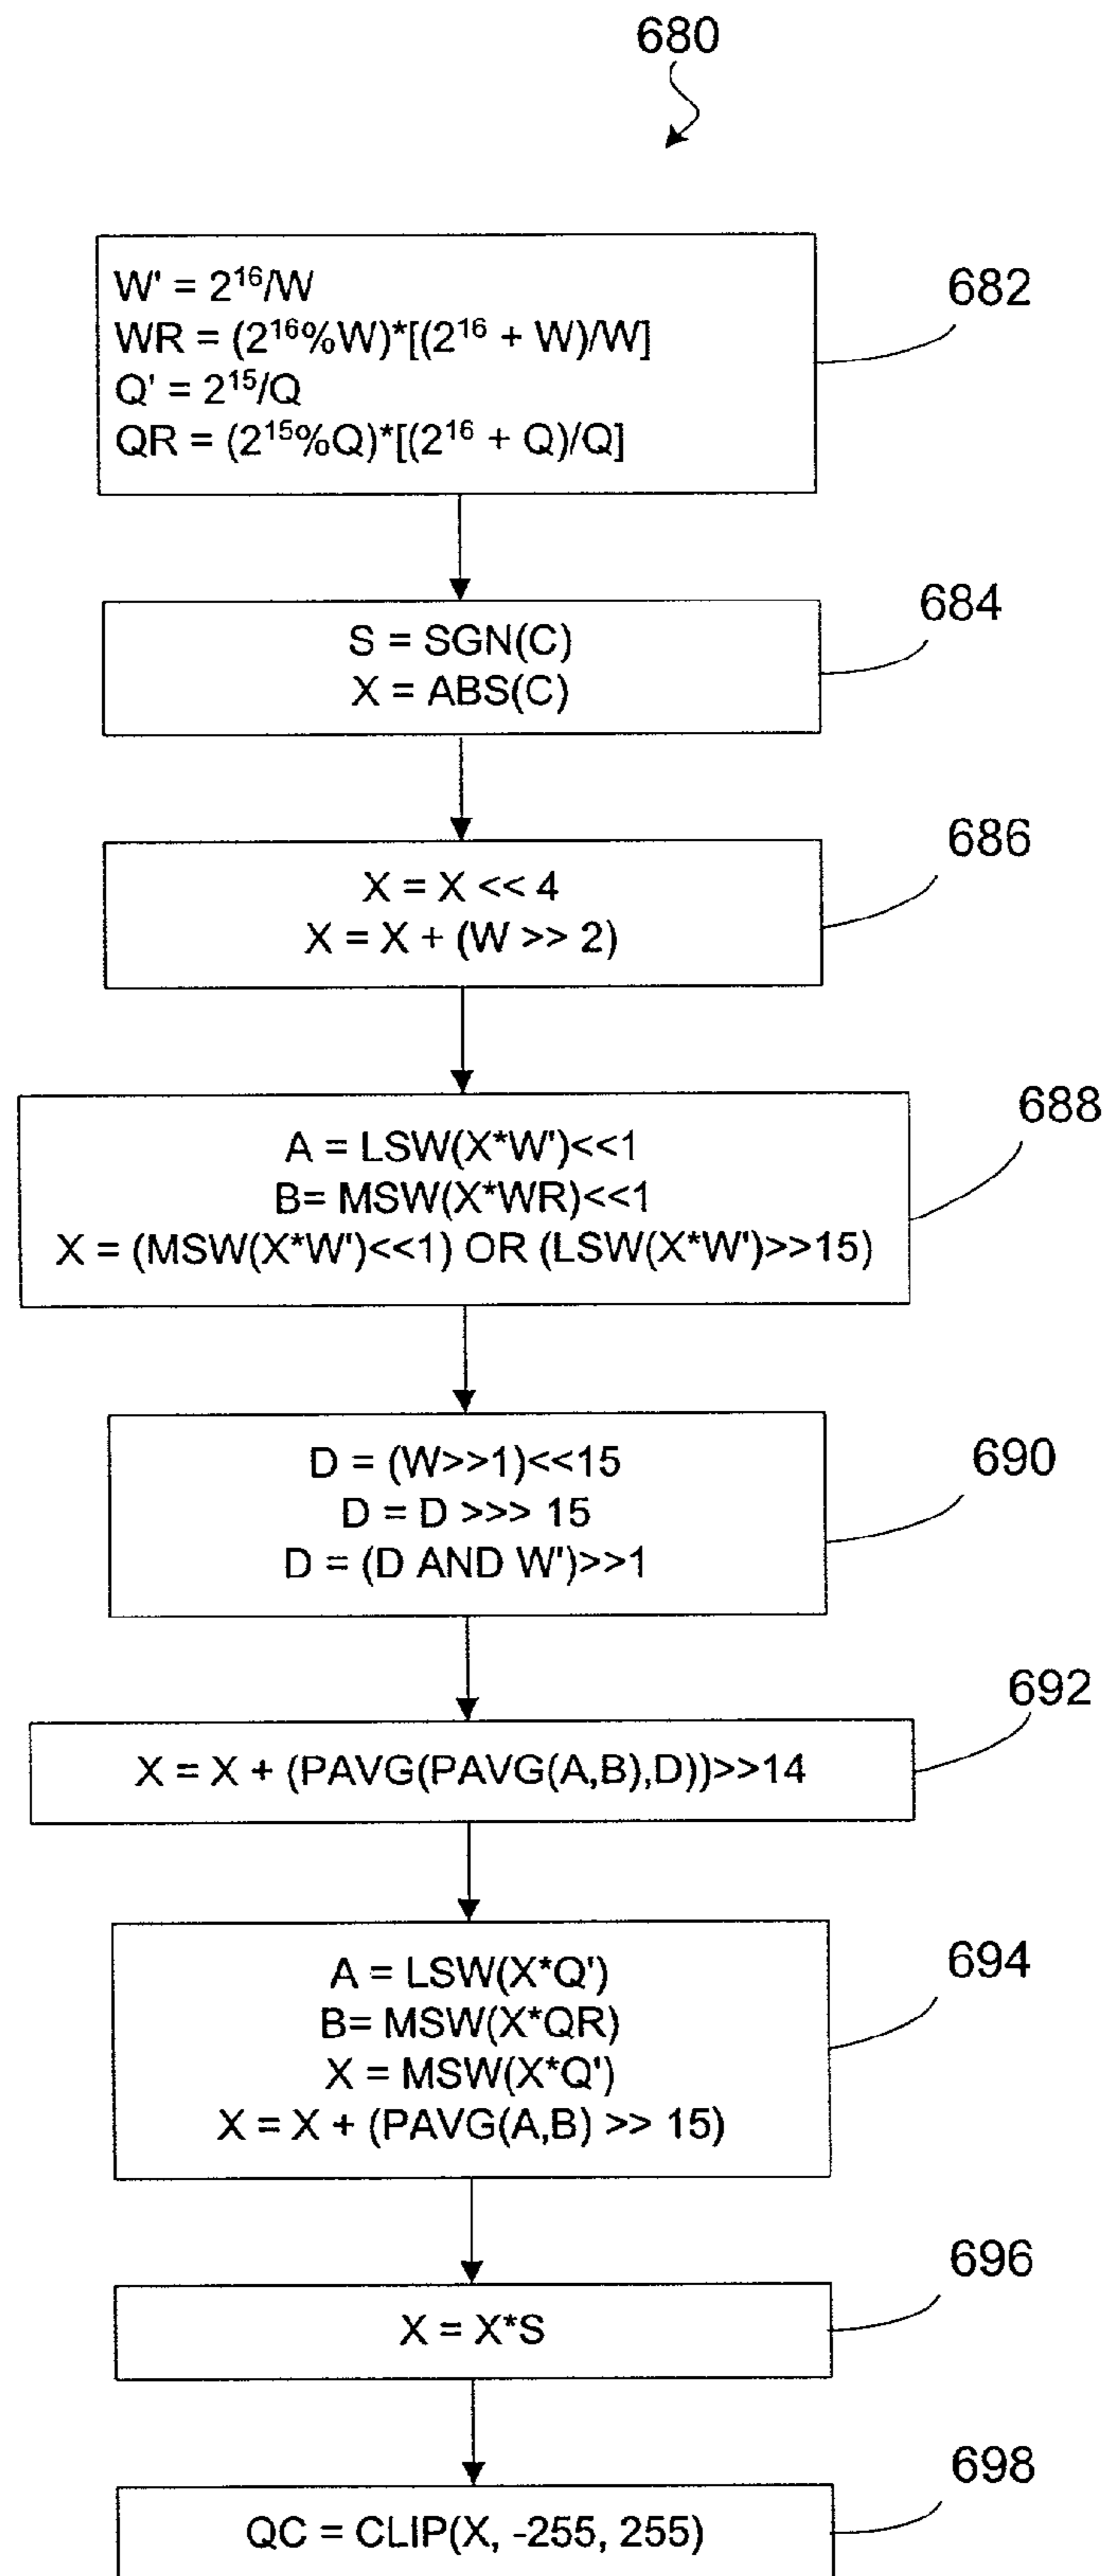 680
W' = 2¹⁶/W
WR = (2¹⁶%W)*[(2¹⁶ + W)/W]
Q' = 2¹⁵/Q
QR = (2¹⁵%Q)*[(2¹⁶ + Q)/Q]
682
S = SGN(C)
X = ABS(C)
684
X = X << 4
X = X + (W >> 2)
686
A = LSW(X*W')<<1
B= MSW(X*WR)<<1
X = (MSW(X*W')<<1) OR (LSW(X*W')>>15)
688
D = (W>>1)<<15
D = D >>> 15
D = (D AND W')>>1
690
X = X + (PAVG(PAVG(A,B),D))>>14
692
A = LSW(X*Q')
B= MSW(X*QR)
X = MSW(X*Q')
X = X + (PAVG(A,B) >> 15)
694
X = X*S
696
QC = CLIP(X, -255, 255)
698